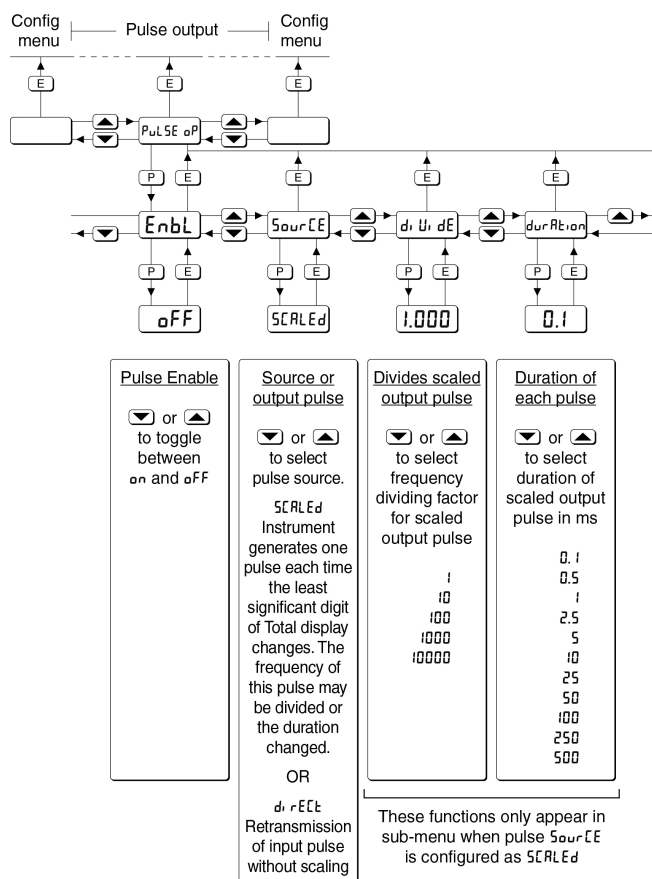 Config
menu
Pulse output
Config
menu
E
E
E
PuLSE oP
P
E
E
E
E
EnbL
SourCE
diUidE
durAtion
P
E
P
E
P
E
P
E
oFF
SCALEd
1.000
0.1
Pulse Enable
or
to toggle
between
on and oFF
Source or
output pulse
or
to select
pulse source.
SCALEd
Instrument
generates one
pulse each time
the least
significant digit
of Total display
changes. The
frequency of
this pulse may
be divided or
the duration
changed.
OR
dirECt
Retransmission
of input pulse
without scaling
Divides scaled
output pulse
or
to select
frequency
dividing factor
for scaled
output pulse
1
10
100
1000
10000
Duration of
each pulse
or
to select
duration of
scaled output
pulse in ms
0.1
0.5
1
2.5
5
10
25
50
100
250
500
These functions only appear in
sub-menu when pulse SourCE
is configured as SCALEd